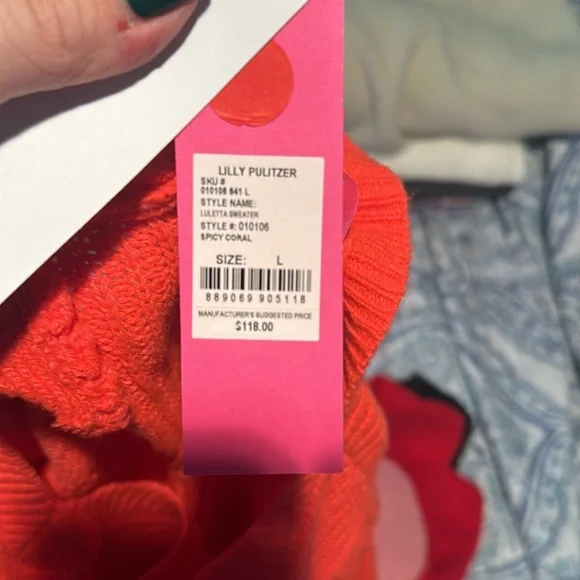 LILLY PULITZER
SKU #
010106 841 L
STYLE NAME:
LULETTA SWEATER
STYLE #: 010106
SPICY CORAL
SIZE: L
889069 905118
MANUFACTURER'S SUGGESTED PRICE
$118.00